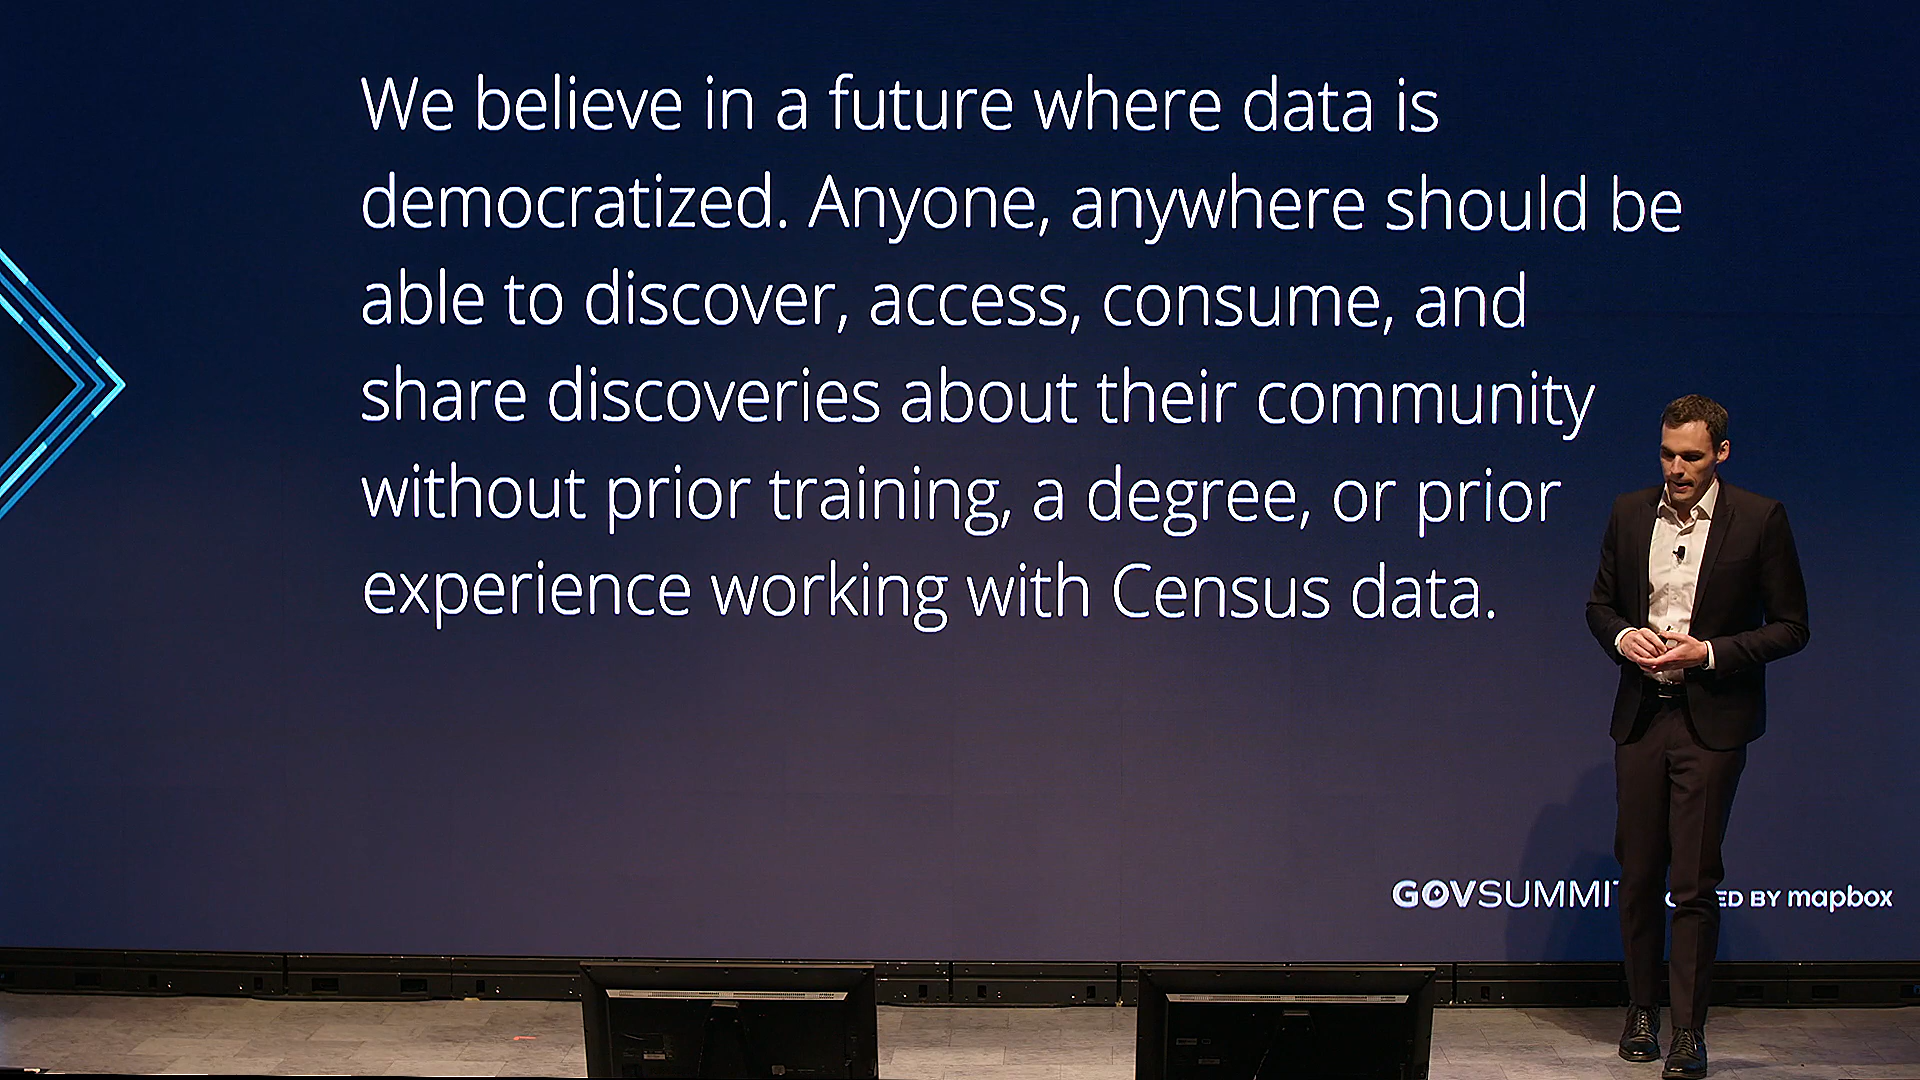 We believe in a future where data is
democratized. Anyone, anywhere should be
able to discover, access, consume, and
share discoveries about their community
without prior training, a degree, or prior
experience working with Census data.
GOVSUMMIT BY mapbox